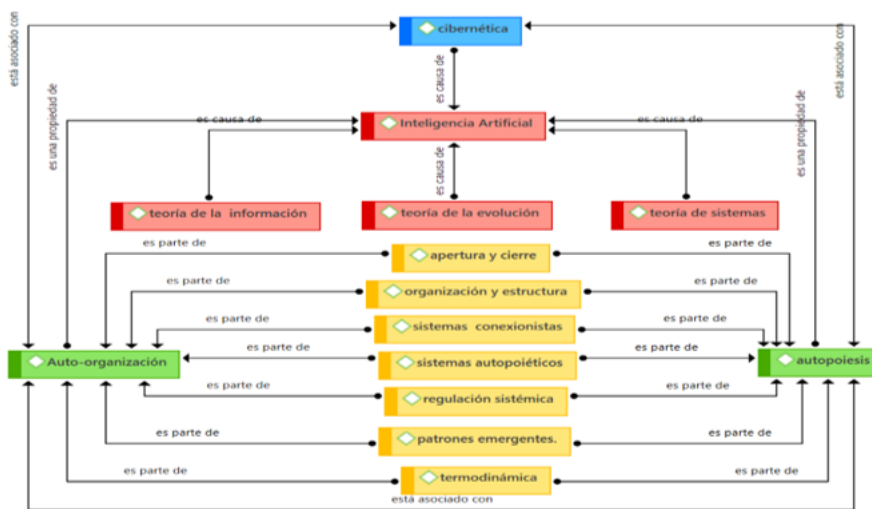 cibernética
está asociado con
está asociado con
es causa de
es una propiedad de
es una propiedad de
Inteligencia Artificial
es causa de
es causa de
es causa de
teoría de la información
teoría de la evolución
teoría de sistemas
es parte de
apertura y cierre
es parte de
es parte de
organización y estructura
es parte de
es parte de
sistemas conexionistas
es parte de
Auto-organización
es parte de
sistemas autopoiéticos
es parte de
autopoiesis
es parte de
regulación sistémica
es parte de
es parte de
patrones emergentes.
es parte de
es parte de
termodinámica
es parte de
está asociado con